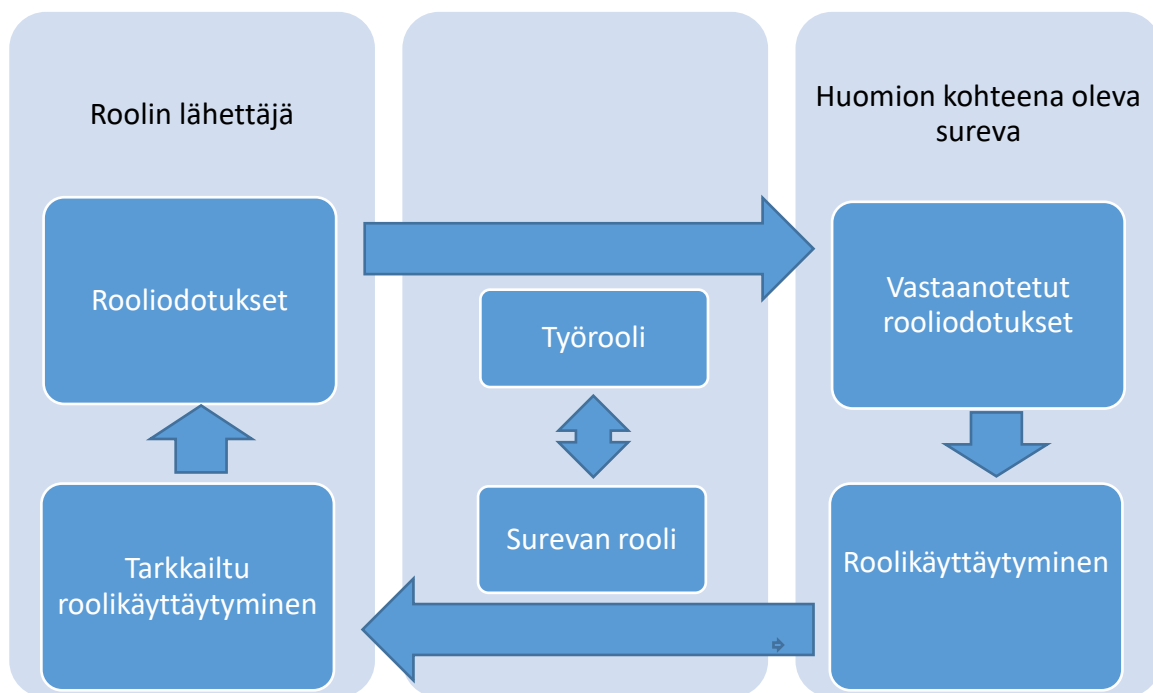 Roolin lähettäjä
Rooliodotukset
Tarkkailtu
roolikäyttäytyminen
Työrooli
Surevan rooli
Huomion kohteena oleva
sureva
Vastaanotetut
rooliodotukset
Roolikäyttäytyminen